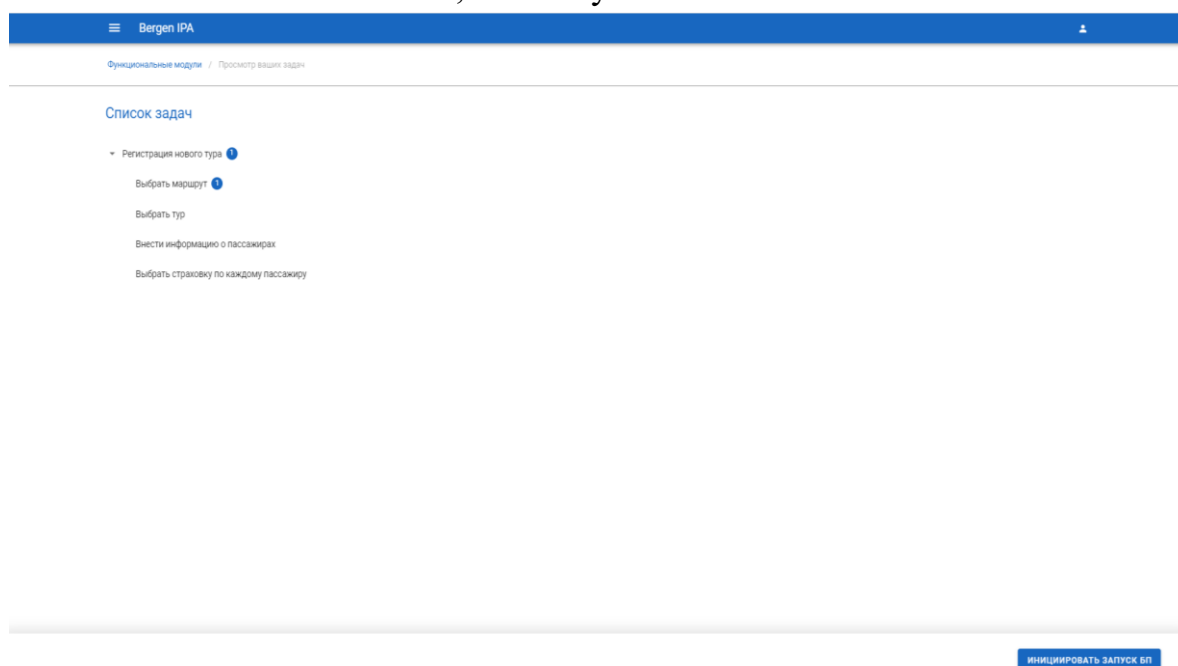 Bergen IPA
Функциональные модули / Просмотр ваших задач
Список задач
Регистрация нового тура 1
Выбрать маршрут 1
Выбрать тур
Внести информацию о пассажирах
Выбрать страховку по каждому пассажиру
ИНИЦИИРОВАТЬ ЗАПУСК БП